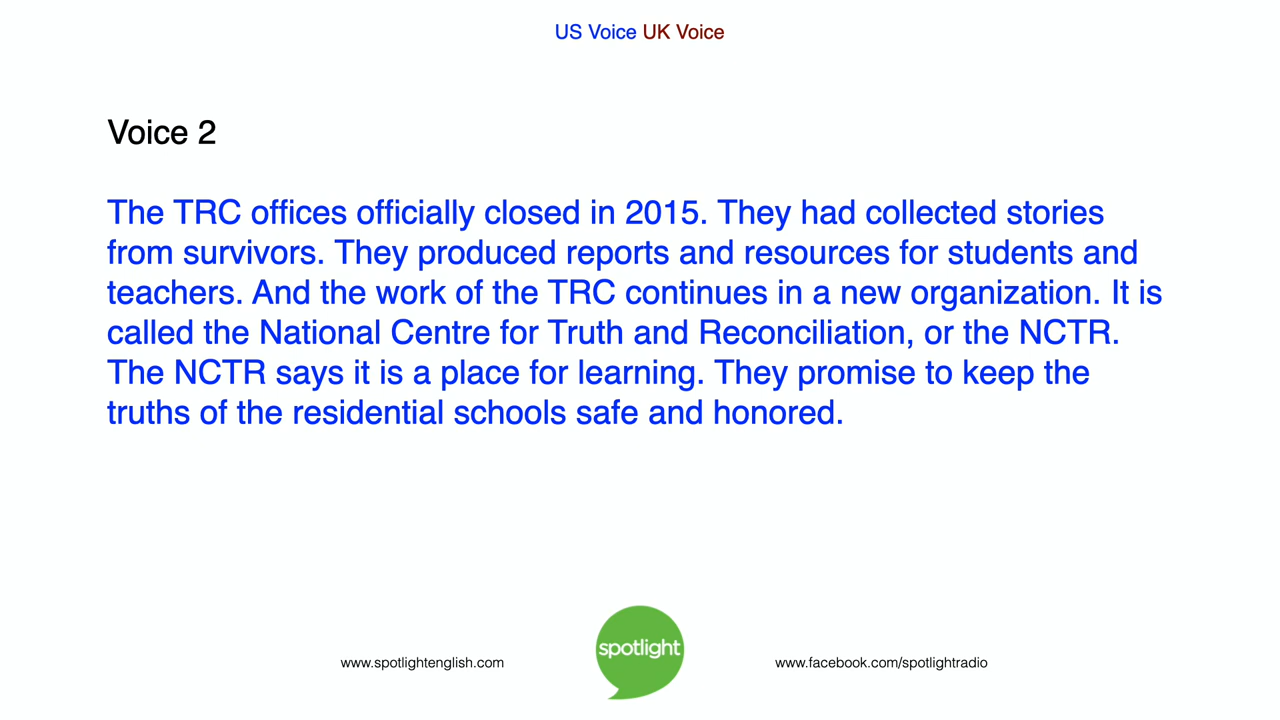 US Voice UK Voice
Voice 2
The TRC offices officially closed in 2015. They had collected stories
from survivors. They produced reports and resources for students and
teachers. And the work of the TRC continues in a new organization. It is
called the National Centre for Truth and Reconciliation, or the NCTR.
The NCTR says it is a place for learning. They promise to keep the
truths of the residential schools safe and honored.
www.spotlightenglish.com
spotlight
www.facebook.com/spotlightradio